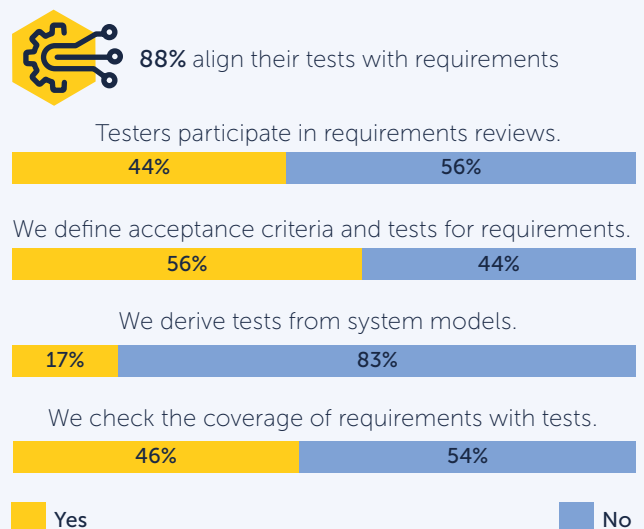 88% align their tests with requirements
Testers participate in requirements reviews.
44% 56%
We define acceptance criteria and tests for requirements.
56% 44%
We derive tests from system models.
17% 83%
We check the coverage of requirements with tests.
46% 54%
Yes No